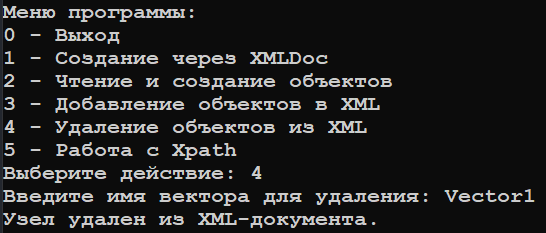 Меню программы:
0 - Выход
1 - Создание через XMLDoc
2 - Чтение и создание объектов
3 - Добавление объектов в XML
4 - Удаление объектов из XML
5 - Работа с Xpath
Выберите действие: 4
Введите имя вектора для удаления: Vector1
Узел удален из XML-документа.